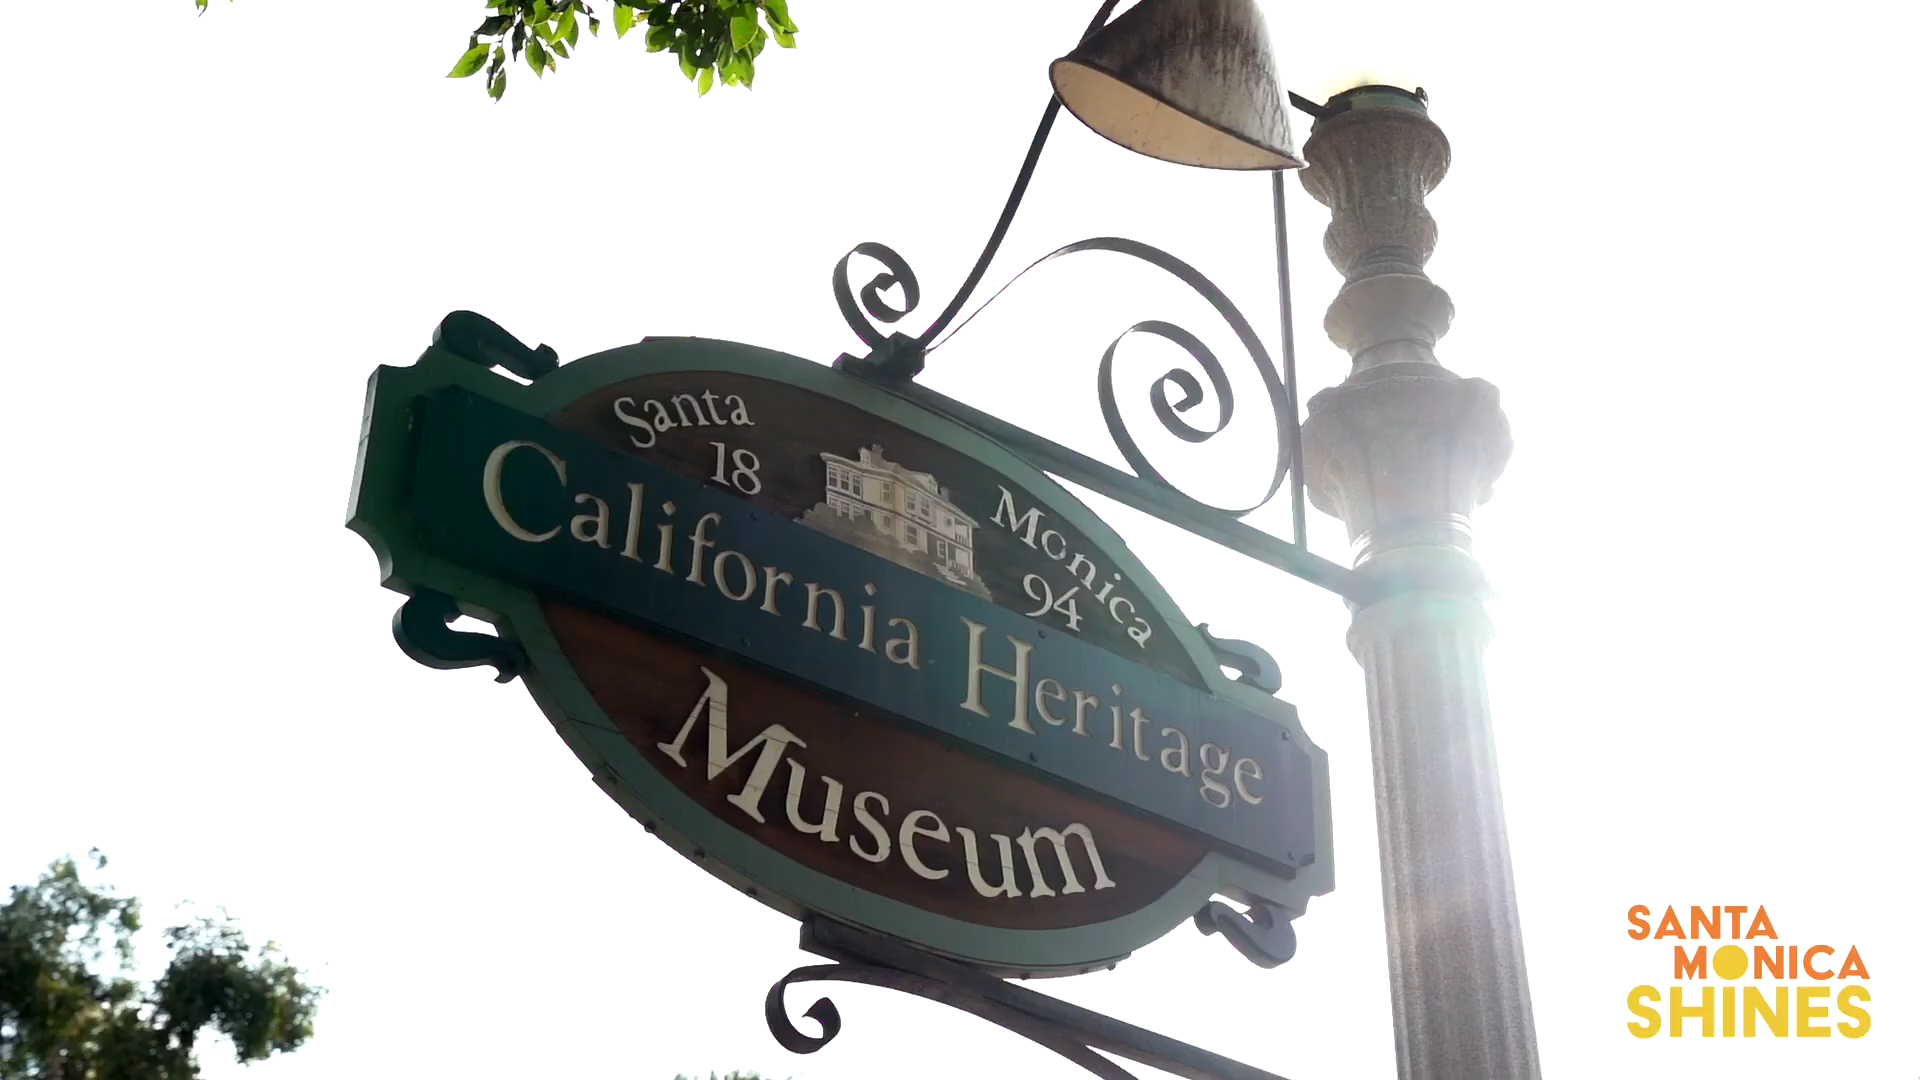 Santa Monica
18 94
California Heritage
Museum
SANTA
MONICA
SHINES